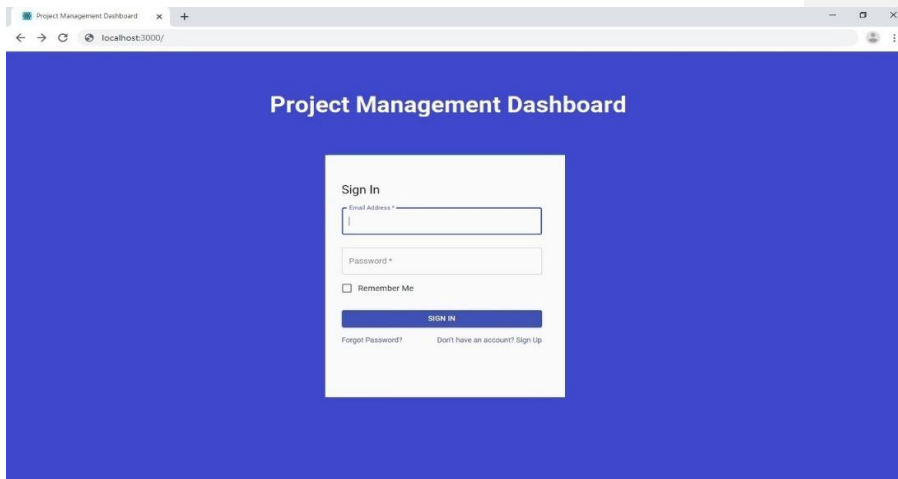 Project Management Dashboard
localhost:3000/
Project Management Dashboard
Sign In
Email Address *
Password *
Remember Me
SIGN IN
Forgot Password? Don't have an account? Sign Up